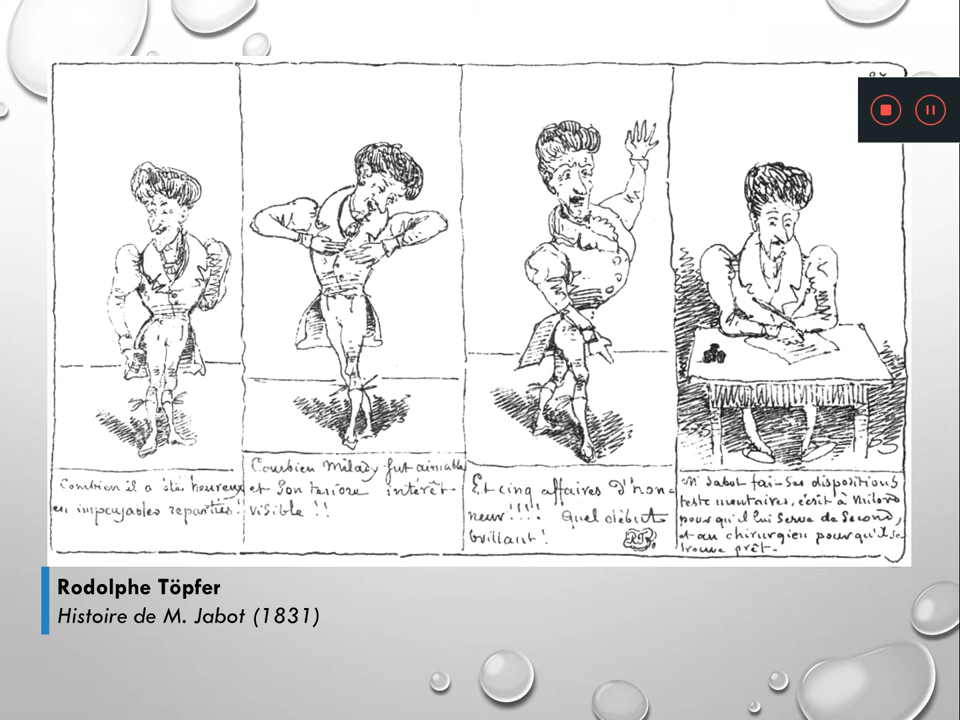 Combien il a été heureux
en impayables reparties!
Combien Milady fut aimable
et son intérêt
visible !!
Et cinq affaires d'hon-
neur!!!! Quel début
brillant!
Mr Jabot fait ses dispositions
testamentaires, écrit à Milord
pour qu'il lui serve de Second,
et au chirurgien pour qu'il se
trouve prêt.
Rodolphe Töpfer
Histoire de M. Jabot (1831)